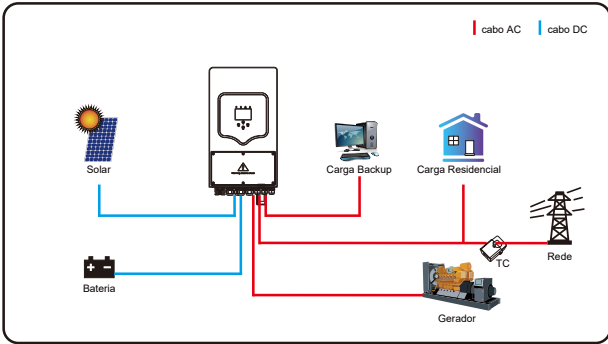 cabo AC
cabo DC
Solar
Carga Backup
Carga Residencial
TC
Rede
Bateria
Gerador